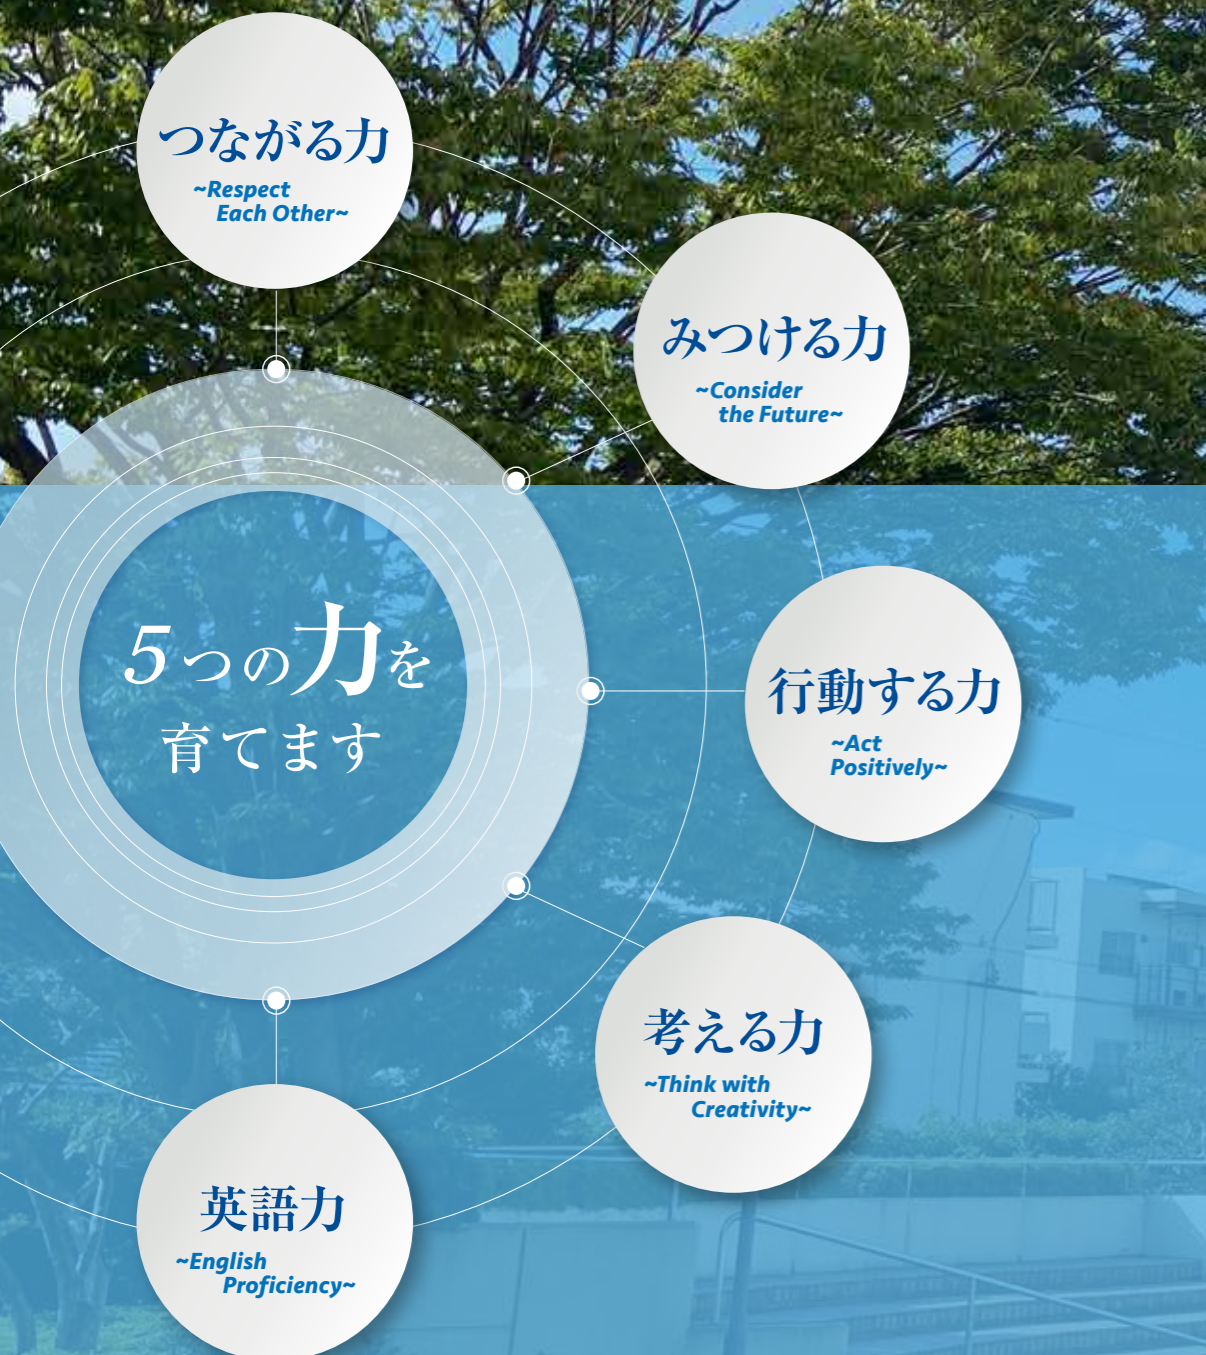 つながる力
~Respect
Each Other~
みつける力
~Consider
the Future~
5つの力を
育てます
行動する力
~Act
Positively~
考える力
~Think with
Creativity~
英語力
~English
Proficiency~